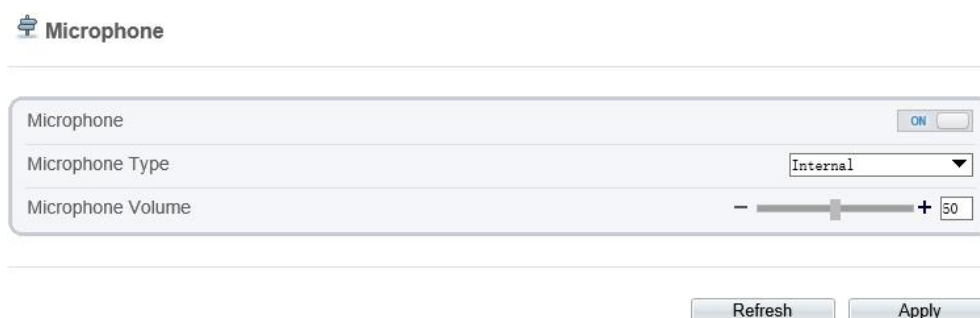 Microphone
Microphone ON
Microphone Type Internal
Microphone Volume - + 50
Refresh Apply